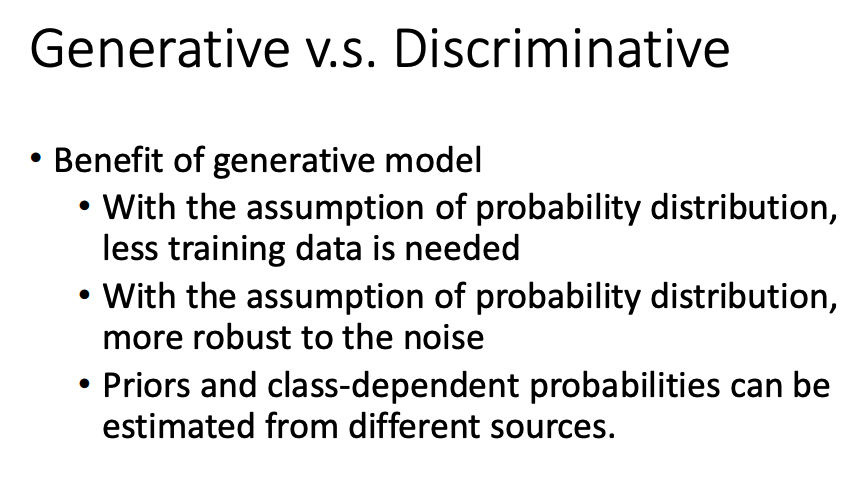 Generative v.s. Discriminative
• Benefit of generative model
• With the assumption of probability distribution,
less training data is needed
• With the assumption of probability distribution,
more robust to the noise
• Priors and class-dependent probabilities can be
estimated from different sources.